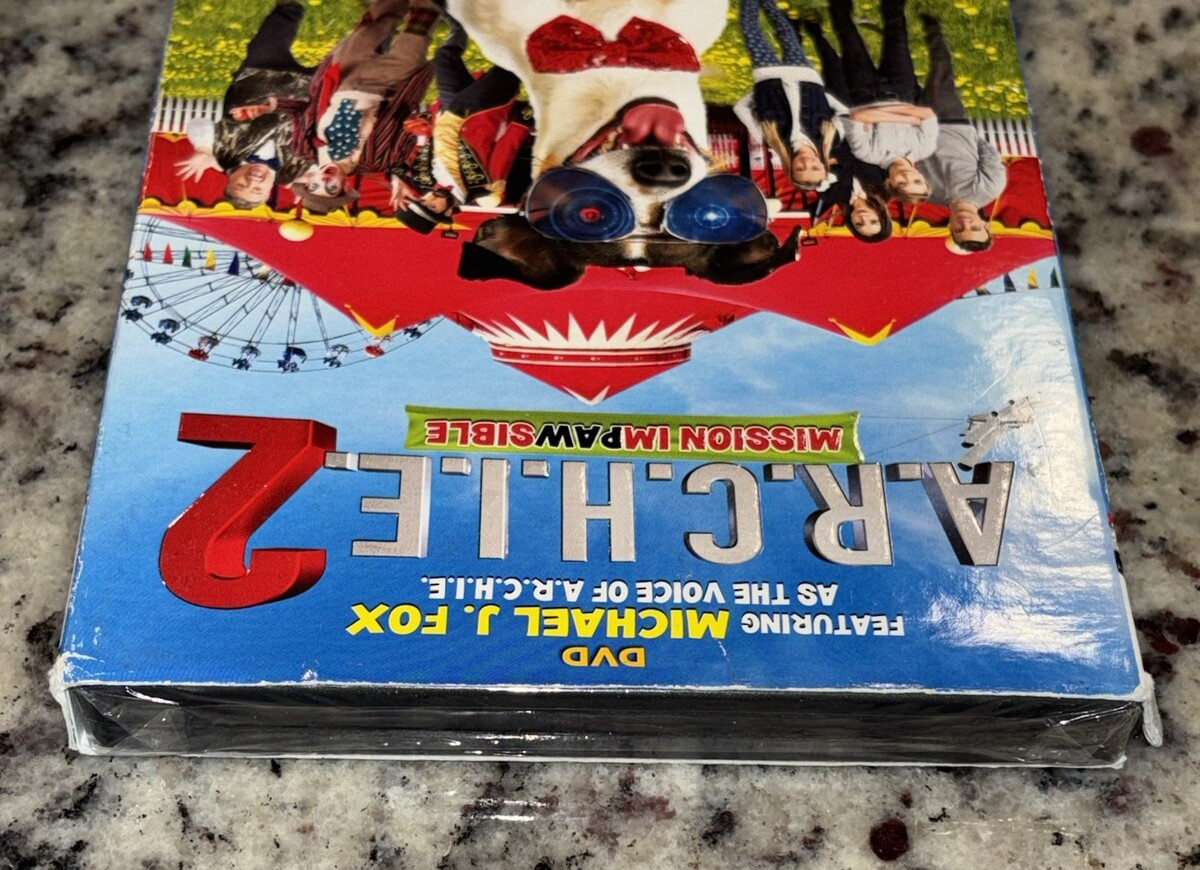 DVD
FEATURING MICHAEL J. FOX
AS THE VOICE OF A.R.C.H.I.E.
A.R.C.H.I.E. 2
MISSION IMPAWSIBLE